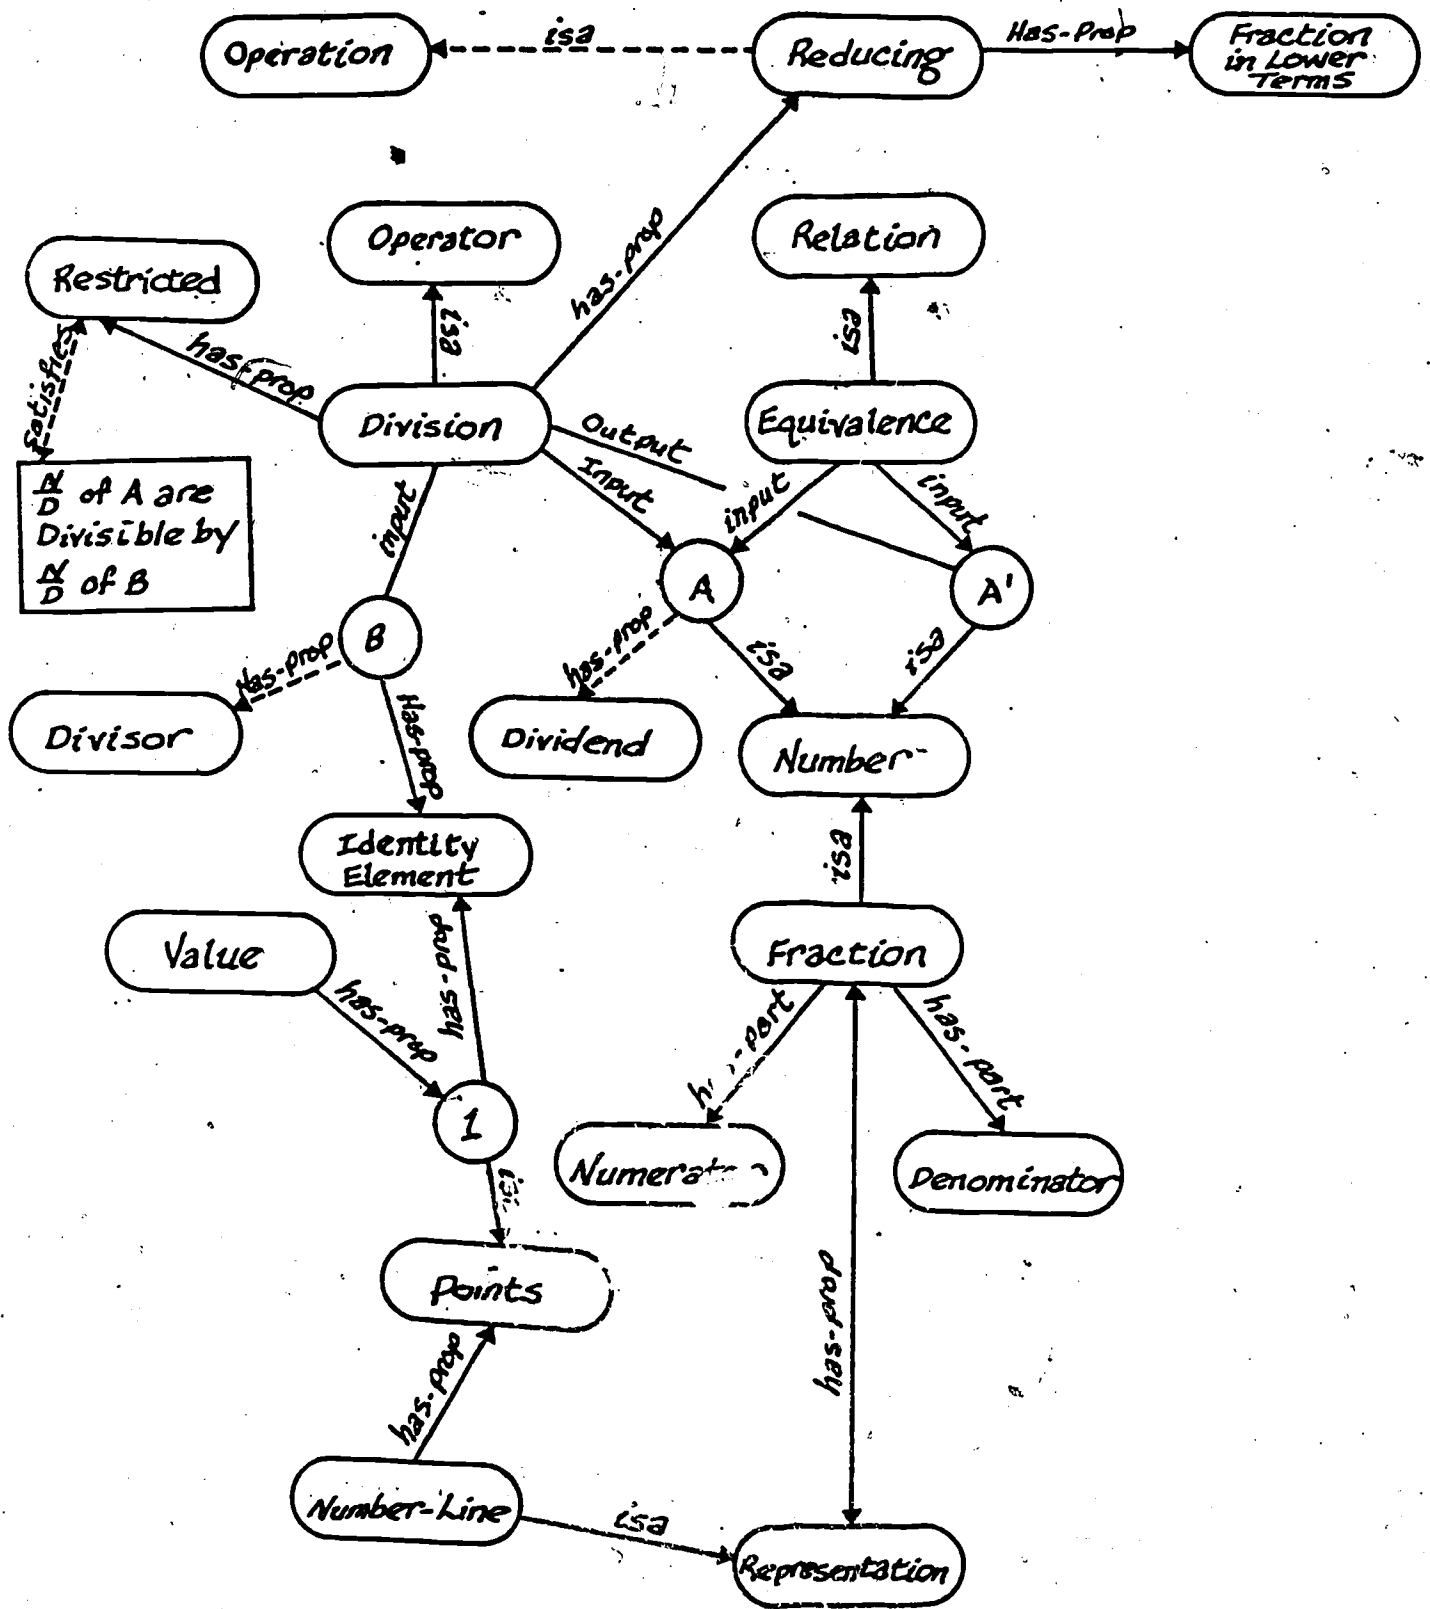 Operation
isa
Reducing
Has-Prop
Fraction
in Lower
Terms
Operator
has-prop
Relation
Restricted
isa
isa
Satisfies
has-prop
Division
Output
Input
Equivalence
input
input
input
N/D of A are
Divisible by
N/D of B
A
A'
B
Has-prop
has-prop
isa
isa
Divisor
Has-prop
Dividend
Number
Identity
Element
isa
Value
has-prop
has-prop
Fraction
has-part
has-part
1
Denominator
Points
has-prop
has-prop
Number-Line
isa
Representation